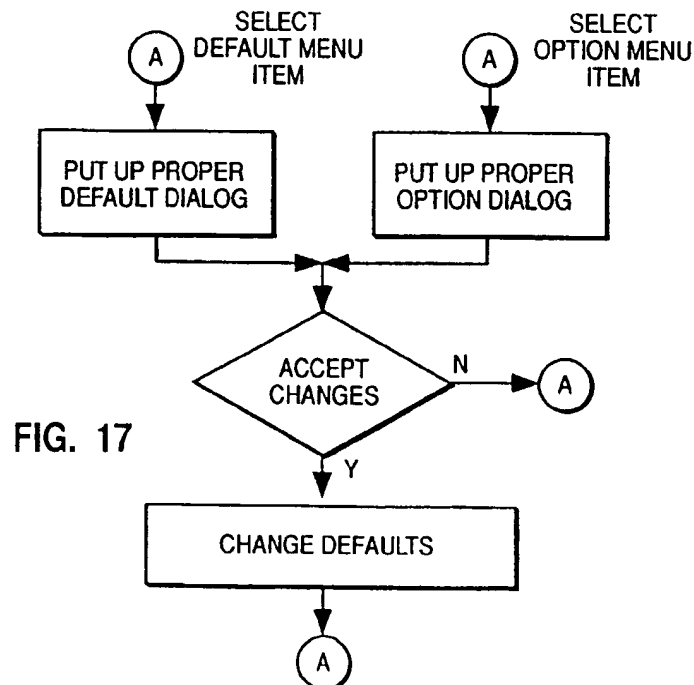 SELECT
DEFAULT MENU
ITEM
A
SELECT
OPTION MENU
ITEM
A
PUT UP PROPER
DEFAULT DIALOG
PUT UP PROPER
OPTION DIALOG
ACCEPT
CHANGES
N
A
FIG. 17
Y
CHANGE DEFAULTS
A